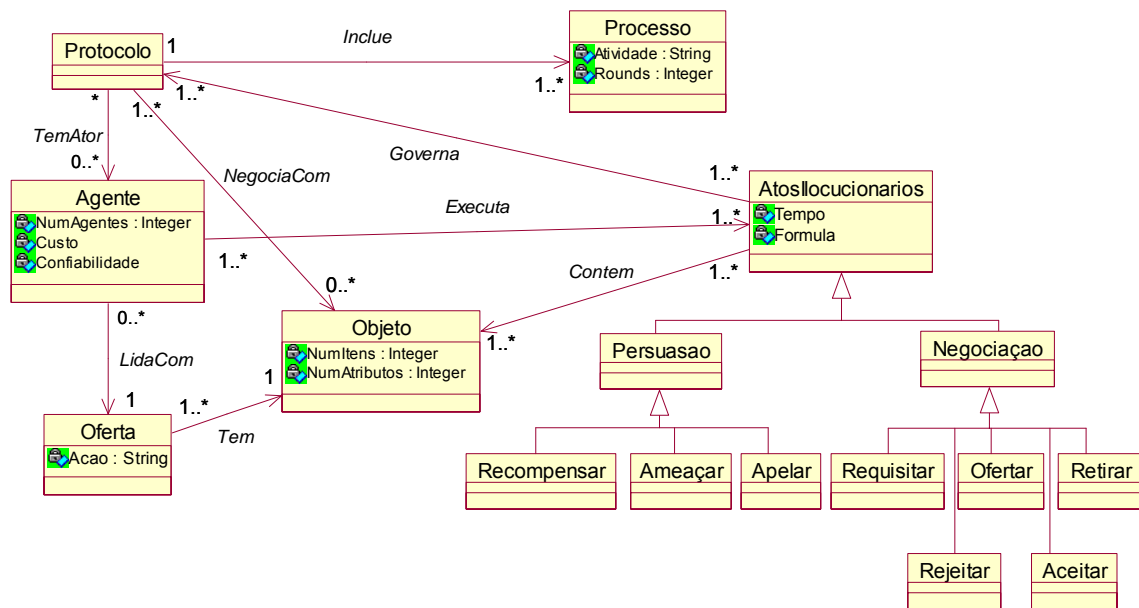 Protocolo
1
Inclue
1..*
Processo
Atividade : String
Rounds : Integer
*
TemAtor
0..*
1..*
NegociaCom
0..*
1..*
Governa
1..*
Agente
NumAgentes : Integer
Custo
Confiabilidade
1..*
Executa
1..*
AtosIlocucionarios
Tempo
Formula
1..*
Contem
1..*
0..*
LidaCom
1
Objeto
NumItens : Integer
NumAtributos : Integer
Oferta
Acao : String
1..*
Tem
1
Persuasao
Negociaçao
Recompensar
Ameaçar
Apelar
Requisitar
Ofertar
Retirar
Rejeitar
Aceitar